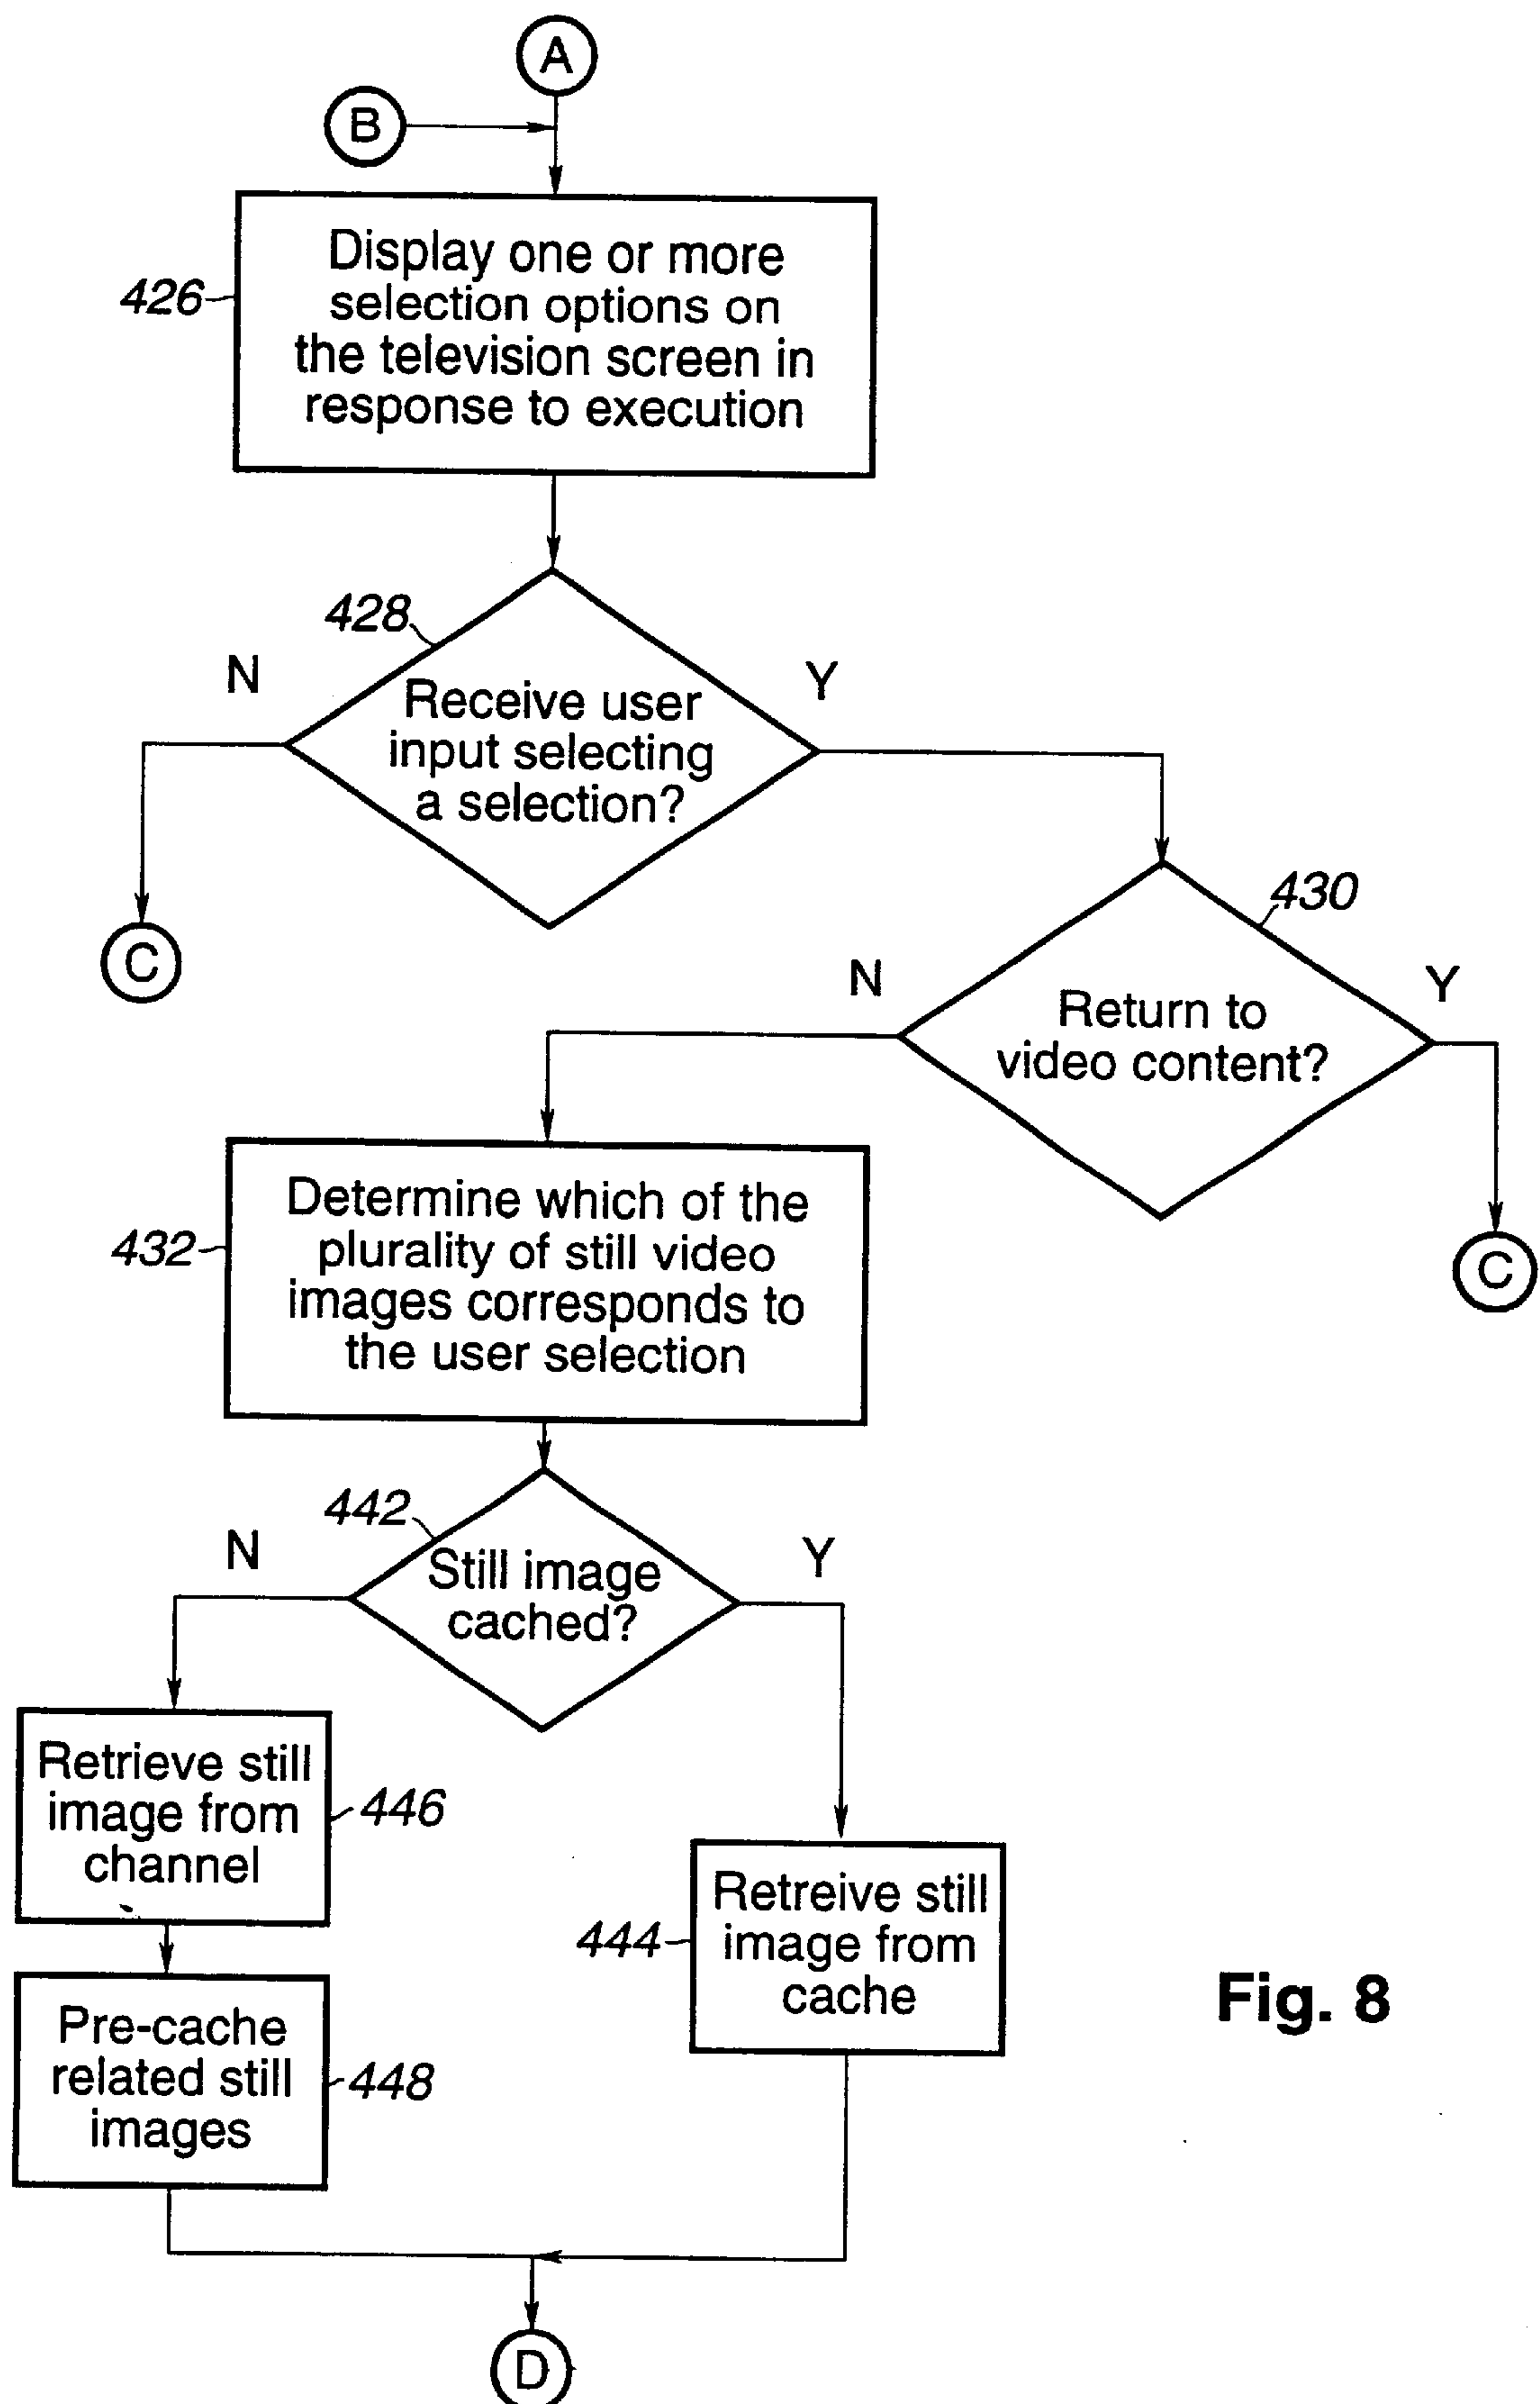 A
B
Display one or more
selection options on
the television screen in
response to execution
426
428
N
Y
Receive user
input selecting
a selection?
C
430
N
Y
Return to
video content?
C
Determine which of the
plurality of still video
images corresponds to
the user selection
432
442
N
Y
Still image
cached?
Retrieve still
image from
channel
446
Retreive still
image from
cache
444
Pre-cache
related still
images
448
Fig. 8
D